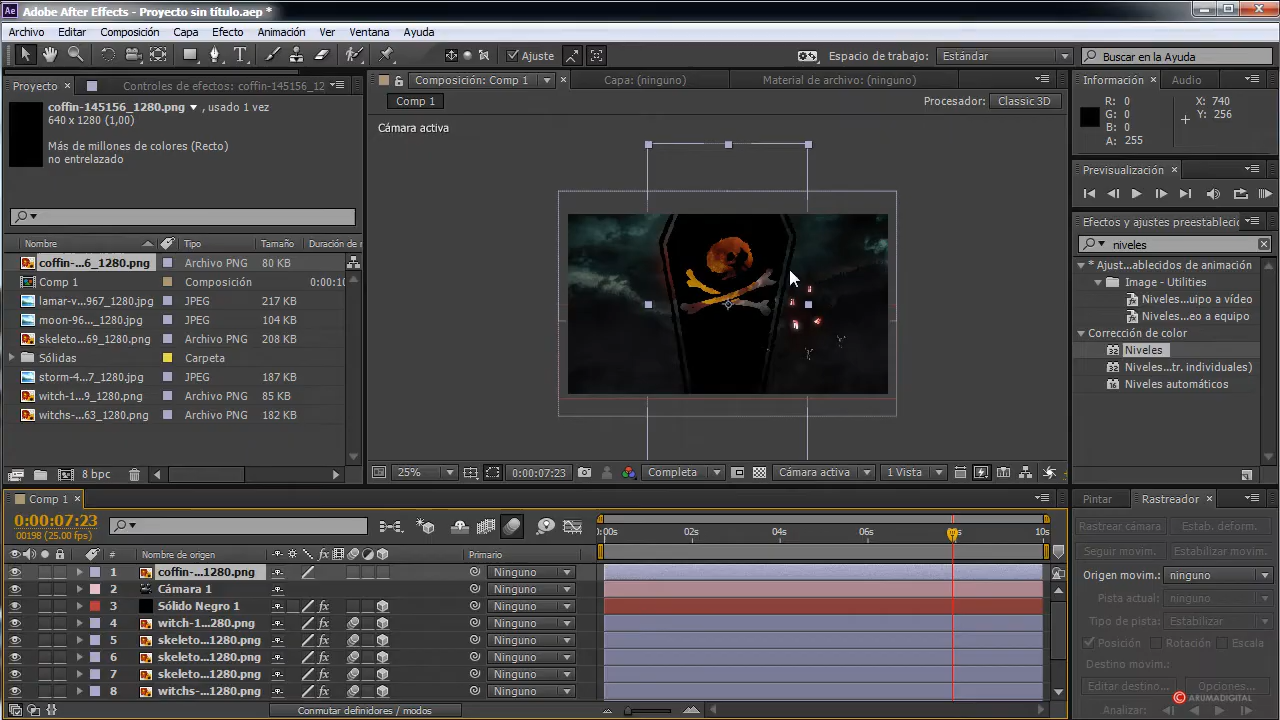 Adobe After Effects - Proyecto sin título.aep *
Archivo Editar Composición Capa Efecto Animación Ver Ventana Ayuda
Ajuste Espacio de trabajo: Estándar Buscar en la Ayuda
Proyecto × Controles de efectos: coffin-145156_12
Composición: Comp 1 Capa: (ninguno) Material de archivo: (ninguno)
Información × Audio
coffin-145156_1280.png , usado 1 vez
640 x 1280 (1,00)
Más de millones de colores (Recto)
no entrelazado
Comp 1 Procesador: Classic 3D
Cámara activa
R: 0 X: 740
G: 0 Y: 256
B: 0
A: 255
Previsualización ×
Efectos y ajustes preestablecid
niveles
* Ajust...ablecidos de animación
Image - Utilities
Niveles...uipo a vídeo
Niveles...eo a equipo
Corrección de color
Niveles
Niveles...tr. individuales)
Niveles automáticos
Nombre Tipo Tamaño Duración de m
coffin-...6_1280.png Archivo PNG 80 KB
Comp 1 Composición 0:00:10
lamar-v...967_1280.jpg JPEG 217 KB
moon-96..._1280.jpg JPEG 104 KB
skeleto...69_1280.png Archivo PNG 208 KB
Sólidas Carpeta
storm-4...7_1280.jpg JPEG 187 KB
witch-1...9_1280.png Archivo PNG 85 KB
witchs-...63_1280.png Archivo PNG 182 KB
8 bpc
25% 0:00:07:23 Completa Cámara activa 1 Vista
Comp 1 ×
0:00:07:23
00198 (25.00 fps)
:00s 02s 04s 06s 10s
# Nombre de origen Primario
1 coffin-...1280.png Ninguno
2 Cámara 1 Ninguno
3 Sólido Negro 1 Ninguno
4 witch-1...280.png Ninguno
5 skeleto...1280.png Ninguno
6 skeleto...1280.png Ninguno
7 skeleto...1280.png Ninguno
8 witchs-...1280.png Ninguno
Conmutar definidores / modos
Pintar Rastreador ×
Rastrear cámara Estab. deform.
Seguir movim. Estabilizar movim.
Origen movim.: ninguno
Pista actual: ninguno
Tipo de pista: Estabilizar
Posición Rotación Escala
Destino movim.:
Editar destino... Opciones...
Analizar:
ARUMADIGITAL